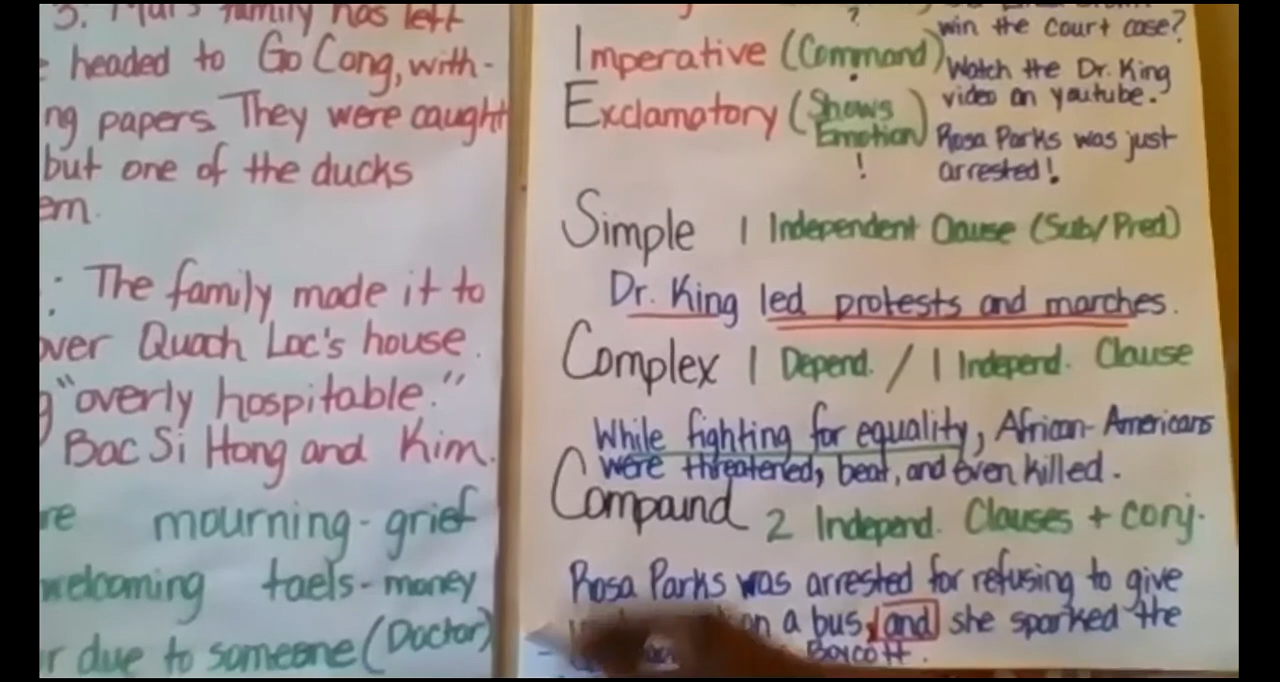 3. Mai's family has left
headed to Go Cong, with-
ng papers. They were caught
but one of the ducks
em.
: The family made it to
over Quach Loc's house.
g "overly hospitable."
Bac Si Hong and Kim.
re mourning-grief
welcoming taels-money
r due to someone (Doctor)
?
win the court case?
Imperative (Command)
.
Watch the Dr. King
video on youtube.
Exclamatory (Shows
Emotion)
!
Rosa Parks was just
arrested!
Simple 1 Independent Clause (Sub/Pred)
Dr. King led protests and marches.
Complex 1 Depend. / 1 Independ. Clause
While fighting for equality, African-Americans
were threatened, beat, and even killed.
Compound 2 Independ. Clauses + conj.
Rosa Parks was arrested for refusing to give
on a bus, and she sparked the
Boycott.